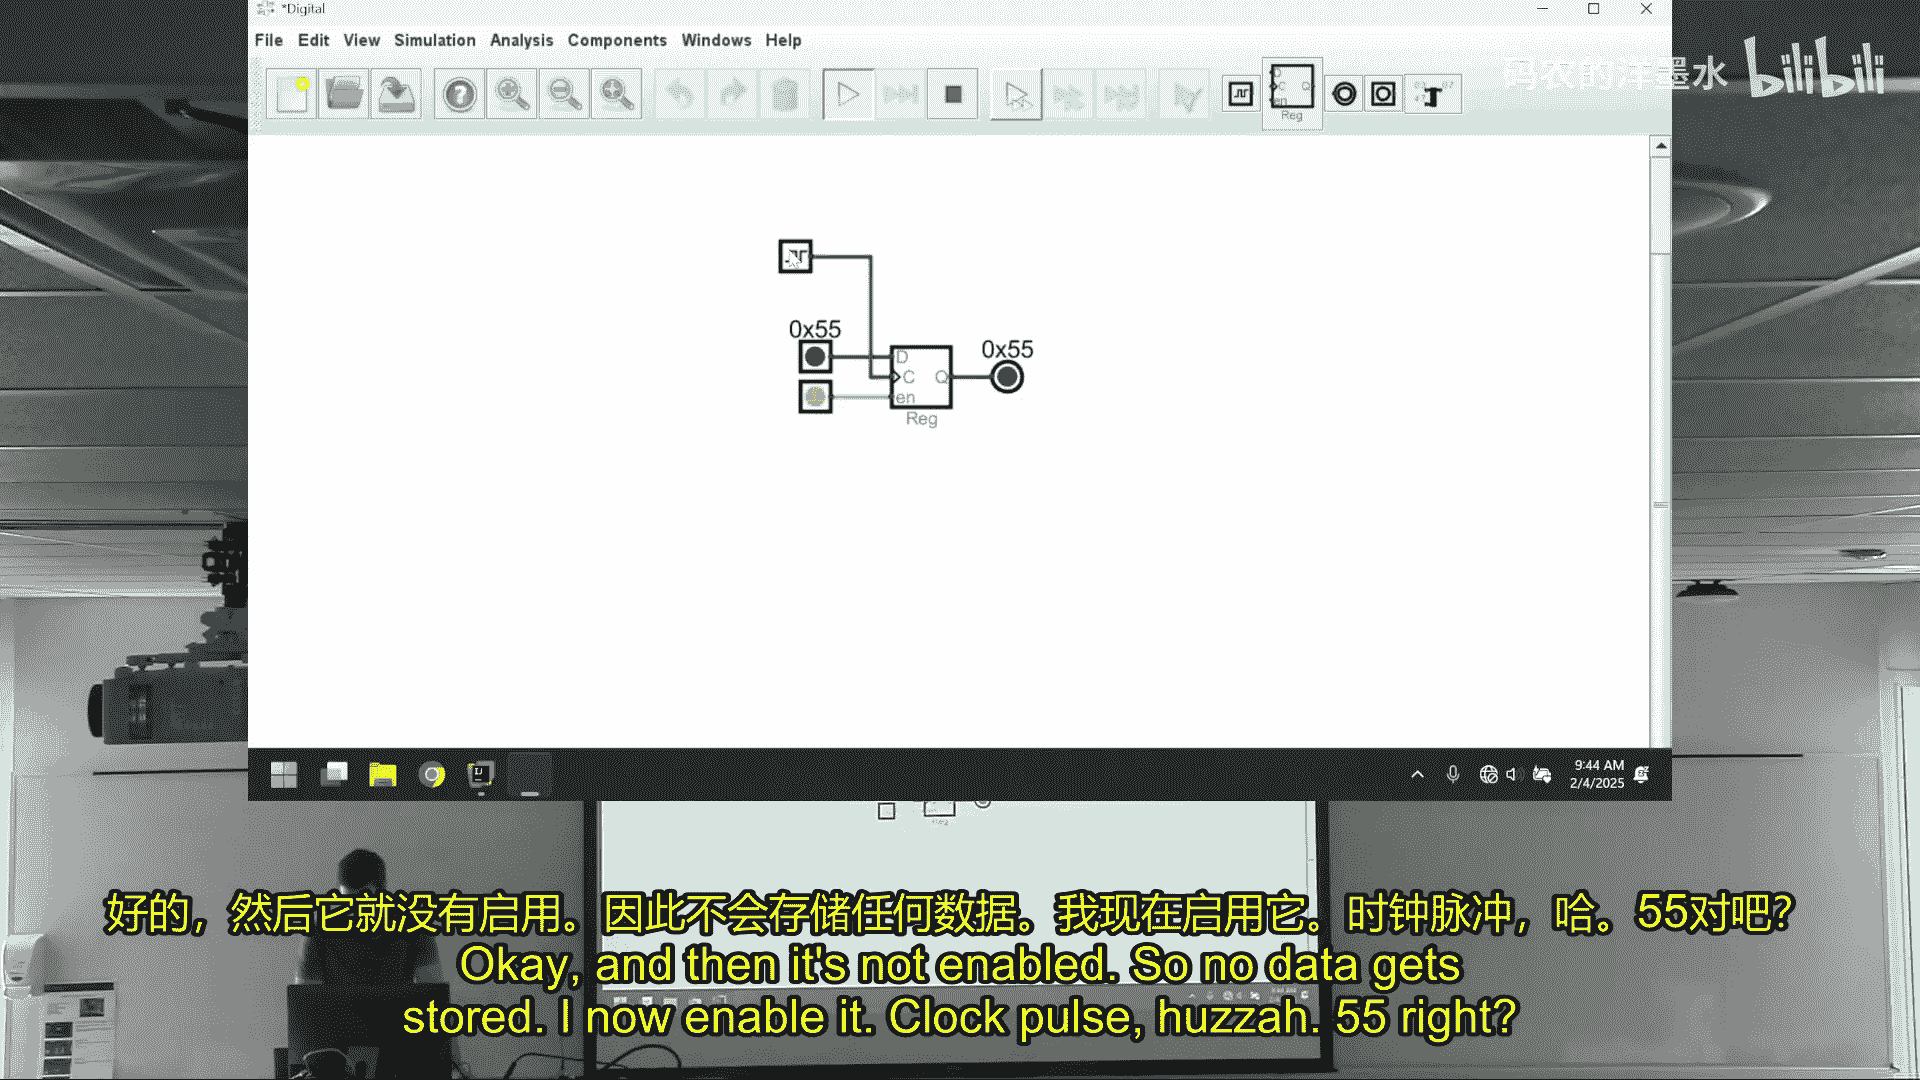 *Digital
File Edit View Simulation Analysis Components Windows Help
D
C Q
en
Reg
码农的洋墨水 bilibili
0x55
0x55
D
C Q
en
Reg
9:44 AM
2/4/2025
好的，然后它就没有启用。因此不会存储任何数据。我现在启用它。时钟脉冲，哈。55对吧？
Okay, and then it's not enabled. So no data gets
stored. I now enable it. Clock pulse, huzzah. 55 right?